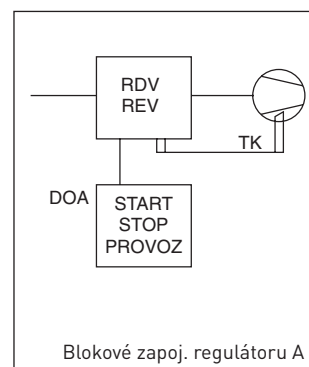 RDV
REV
TK
DOA
START
STOP
PROVOZ
Blokové zapoj. regulátoru A